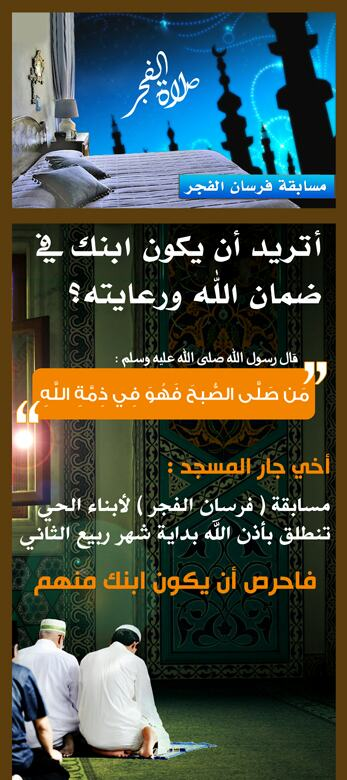 صلاة الفجر
مسابقة فرسان الفجر
أتريد أن يكون ابنك في
ضمان الله ورعايته؟
قال رسول الله صلى الله عليه وسلم :
"مَن صَلَّى الصُّبحَ فَهُوَ فِي ذِمَّةِ اللَّهِ"
أخي جار المسجد :
مسابقة ( فرسان الفجر ) لأبناء الحي
تنطلق بأذن الله بداية شهر ربيع الثاني
فاحرص أن يكون ابنك منهم